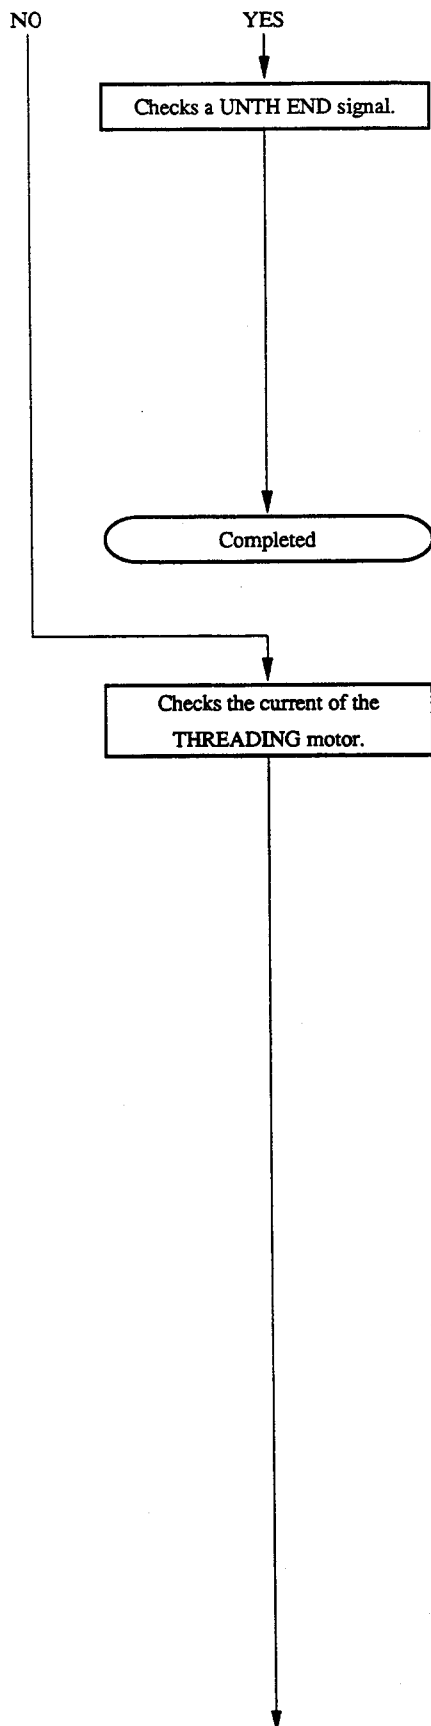 NO YES
Checks a UNTH END signal.
Completed
Checks the current of the
THREADING motor.